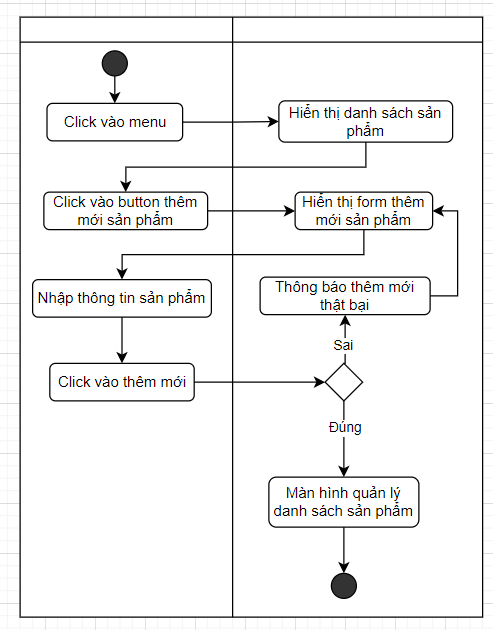 Click vào menu
Hiển thị danh sách sản
phẩm
Click vào button thêm
mới sản phẩm
Hiển thị form thêm
mới sản phẩm
Nhập thông tin sản phẩm
Thông báo thêm mới
thật bại
Sai
Click vào thêm mới
Đúng
Màn hình quản lý
danh sách sản phẩm